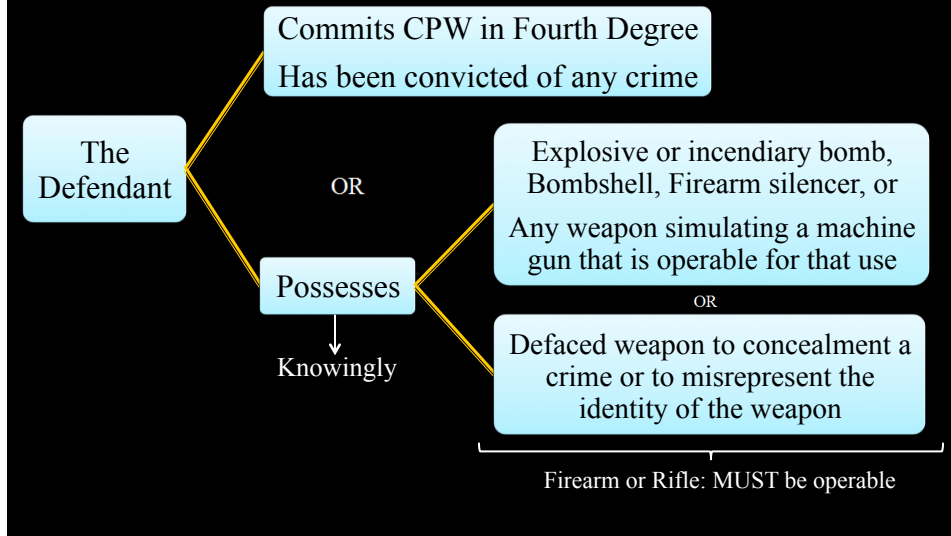 Commits CPW in Fourth Degree
Has been convicted of any crime
The
Defendant
OR
Explosive or incendiary bomb,
Bombshell, Firearm silencer, or
Any weapon simulating a machine
gun that is operable for that use
Possesses
OR
Knowingly
Defaced weapon to concealment a
crime or to misrepresent the
identity of the weapon
Firearm or Rifle: MUST be operable